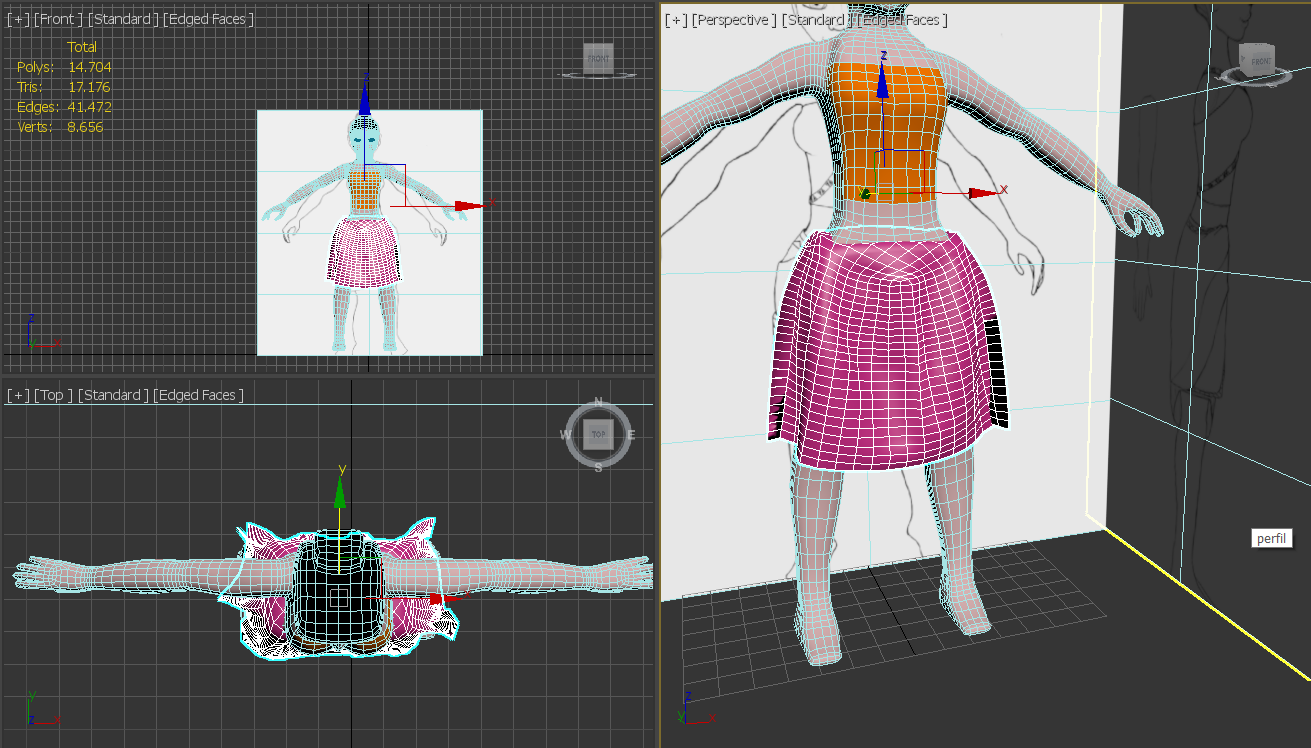 [+] [Front ] [Standard ] [Edged Faces ]
Total
Polys: 14.704
Tris: 17.176
Edges: 41.472
Verts: 8.656
FRONT
z
x
z
x
[+] [Top ] [Standard ] [Edged Faces ]
N
W TOP E
S
y
y
z x
[+] [Perspective ] [Standard ] [Edged Faces ]
FRONT
z
y
x
perfil
z
y x